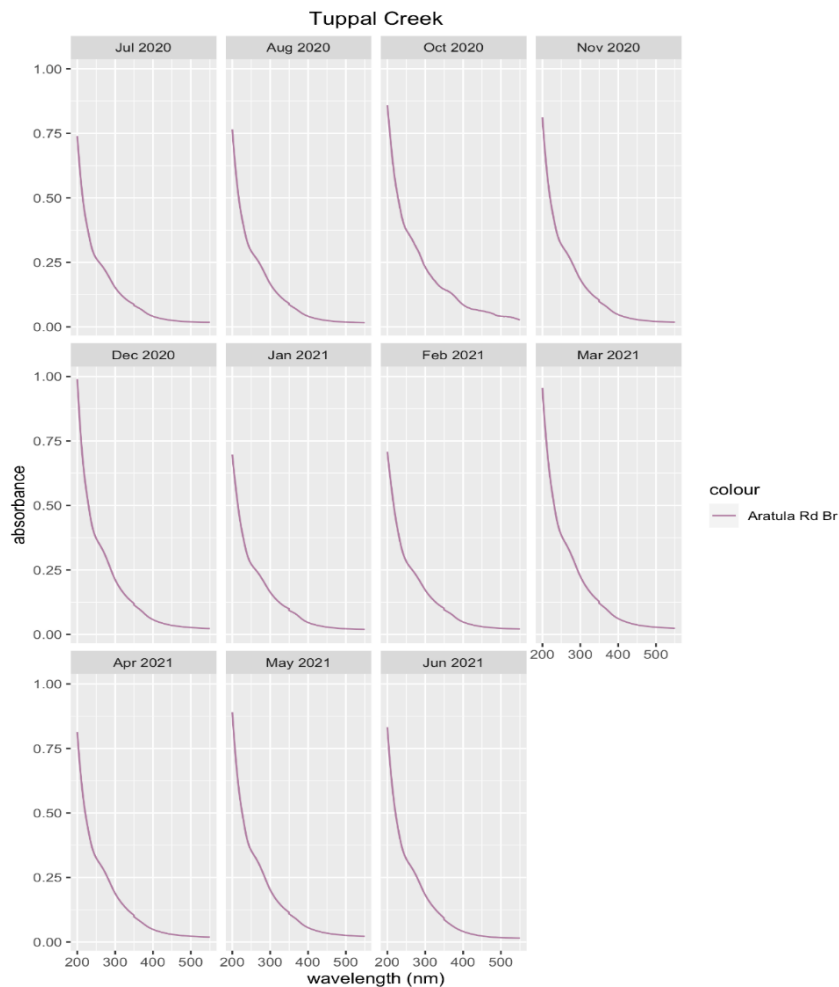 Tuppal Creek
Jul 2020 Aug 2020 Oct 2020 Nov 2020
1.00
0.75
0.50
0.25
0.00
Dec 2020 Jan 2021 Feb 2021 Mar 2021
1.00
0.75
0.50
0.25
0.00
absorbance
colour
Aratula Rd Br
200 300 400 500
Apr 2021 May 2021 Jun 2021
1.00
0.75
0.50
0.25
0.00
200 300 400 500 200 300 400 500 200 300 400 500
wavelength (nm)